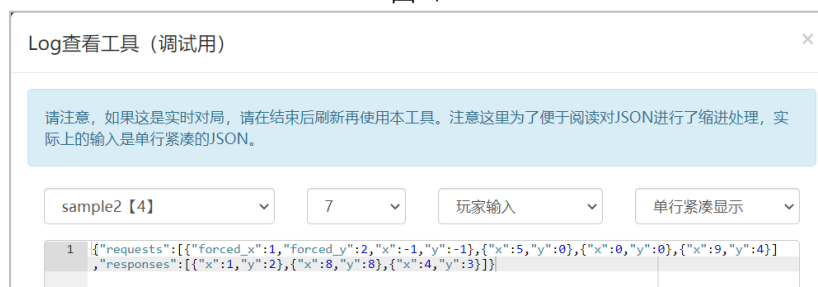 Log查看工具（调试用）
×
请注意，如果这是实时对局，请在结束后刷新再使用本工具。注意这里为了便于阅读对JSON进行了缩进处理，实
际上的输入是单行紧凑的JSON。
sample2【4】 7 玩家输入 单行紧凑显示
1 {"requests":[{"forced_x":1,"forced_y":2,"x":-1,"y":-1},{"x":5,"y":0},{"x":0,"y":0},{"x":9,"y":4}]
,"responses":[{"x":1,"y":2},{"x":8,"y":8},{"x":4,"y":3}]}